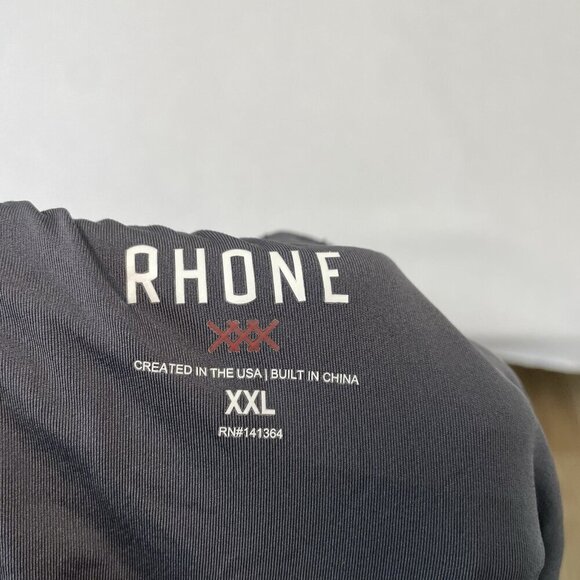 RHONE
CREATED IN THE USA | BUILT IN CHINA
XXL
RN#141364